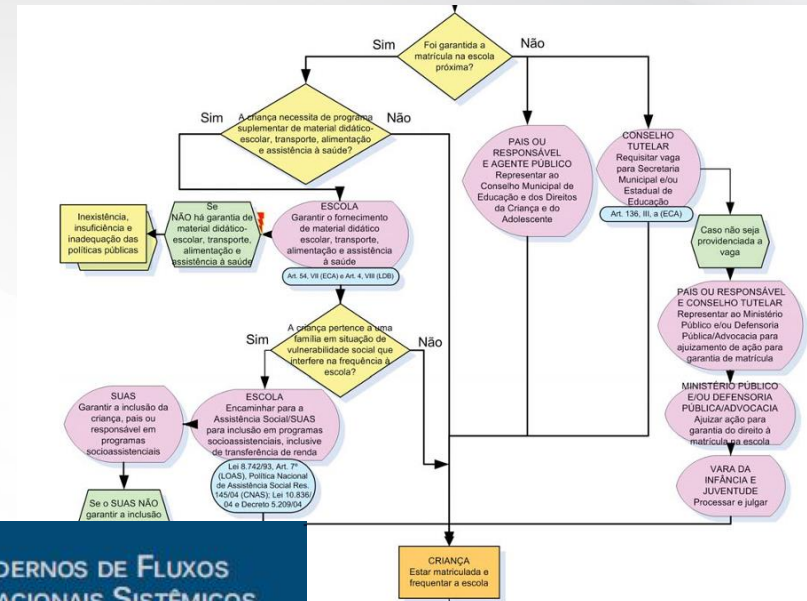 Foi garantida a
matrícula na escola
próxima?
Sim
Não
A criança necessita de programa
suplementar de material didático-
escolar, transporte, alimentação
e assistência à saúde?
Sim
Não
PAIS OU
RESPONSÁVEL
E AGENTE PÚBLICO
Representar ao
Conselho Municipal de
Educação e dos Direitos
da Criança e do
Adolescente
CONSELHO
TUTELAR
Requisitar vaga
para Secretaria
Municipal e/ou
Estadual de
Educação
Art. 136, III, a (ECA)
Inexistência,
insuficiência e
inadequação das
políticas públicas
Se
NÃO há garantia de
material didático-
escolar, transporte,
alimentação e
assistência à saúde
ESCOLA
Garantir o fornecimento
de material didático
escolar, transporte,
alimentação e assistência
à saúde
Art. 54, VII (ECA) e Art. 4, VIII (LDB)
Caso não seja
providenciada a
vaga
PAIS OU RESPONSÁVEL
E CONSELHO TUTELAR
Representar ao Ministério
Público e/ou Defensoria
Pública/Advocacia para
ajuizamento de ação para
garantia de matrícula
A criança pertence a uma
família em situação de
vulnerabilidade social que
interfere na frequência à
escola?
Sim
Não
SUAS
Garantir a inclusão da
criança, pais ou
responsável em
programas
socioassistenciais
ESCOLA
Encaminhar para a
Assistência Social/SUAS
para inclusão em programas
socioassistenciais, inclusive
de transferência de renda
Lei 8.742/93, Art. 7º
(LOAS), Política Nacional
de Assistência Social Res.
145/04 (CNAS); Lei 10.836/
04 e Decreto 5.209/04
MINISTÉRIO PÚBLICO
E/OU DEFENSORIA
PÚBLICA/ADVOCACIA
Ajuizar ação para
garantia do direito à
matrícula na escola
VARA DA
INFÂNCIA E
JUVENTUDE
Processar e julgar
Se o SUAS NÃO
garantir a inclusão
CRIANÇA
Estar matriculada e
frequentar a escola
DERNOS DE FLUXOS
ACIONAIS SISTÊMICOS